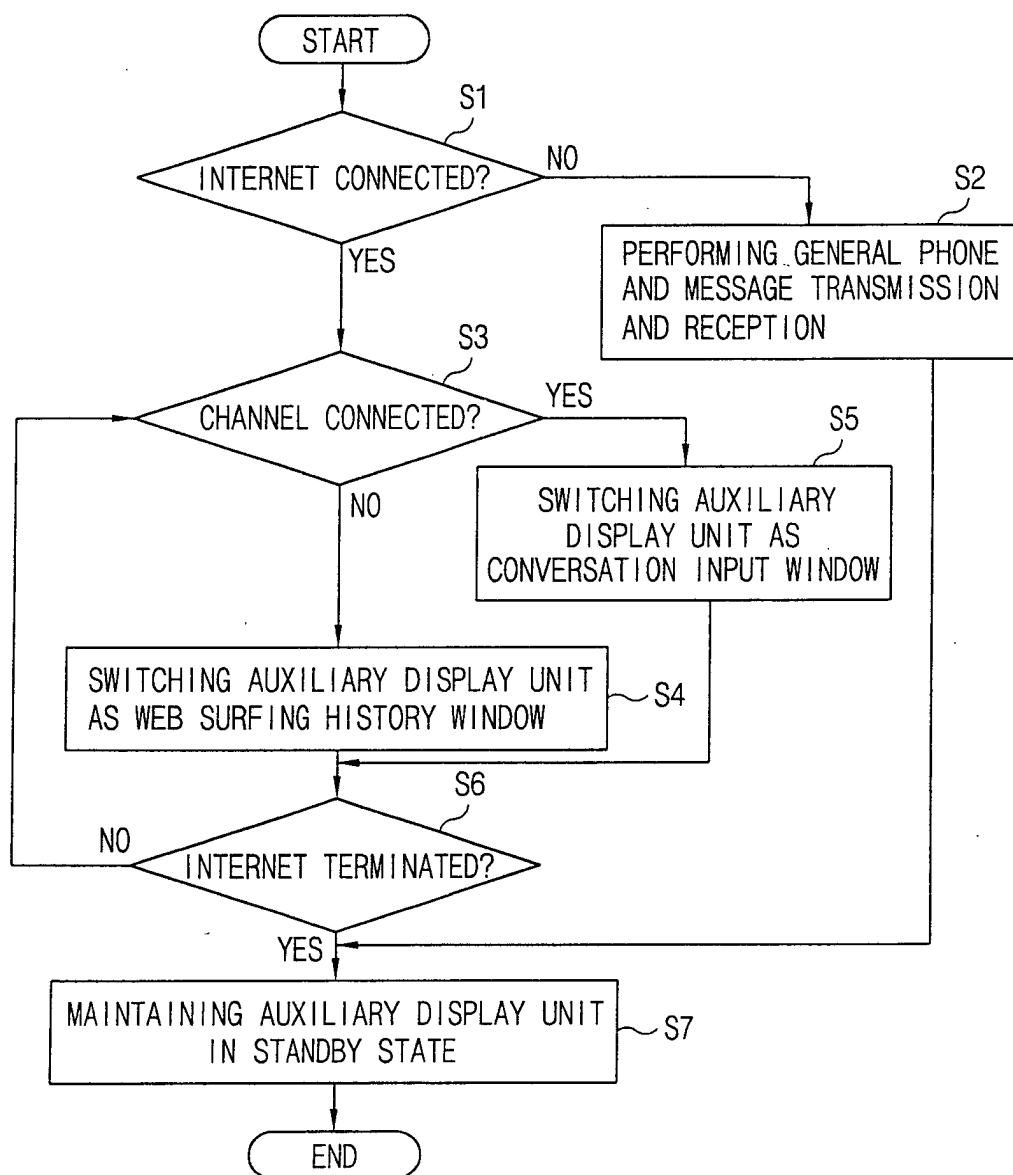 START
S1
INTERNET CONNECTED?
NO
S2
YES
PERFORMING GENERAL PHONE
AND MESSAGE TRANSMISSION
AND RECEPTION
S3
CHANNEL CONNECTED?
YES
S5
NO
SWITCHING AUXILIARY
DISPLAY UNIT AS
CONVERSATION INPUT WINDOW
SWITCHING AUXILIARY DISPLAY UNIT
AS WEB SURFING HISTORY WINDOW
S4
S6
NO
INTERNET TERMINATED?
YES
MAINTAINING AUXILIARY DISPLAY UNIT
IN STANDBY STATE
S7
END